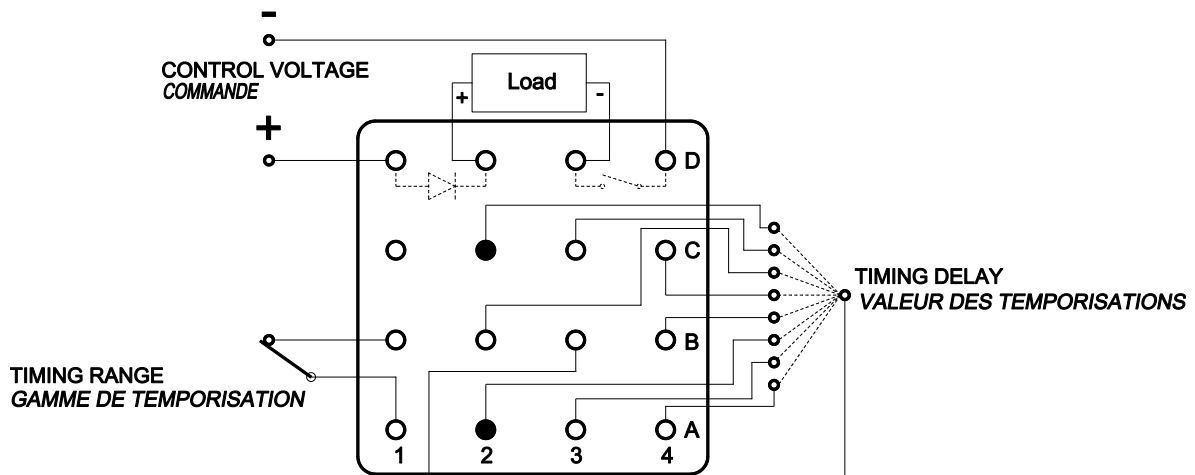 -
CONTROL VOLTAGE
COMMANDE
+
Load
+ -
D
C
B
A
1 2 3 4
TIMING DELAY
VALEUR DES TEMPORISATIONS
TIMING RANGE
GAMME DE TEMPORISATION